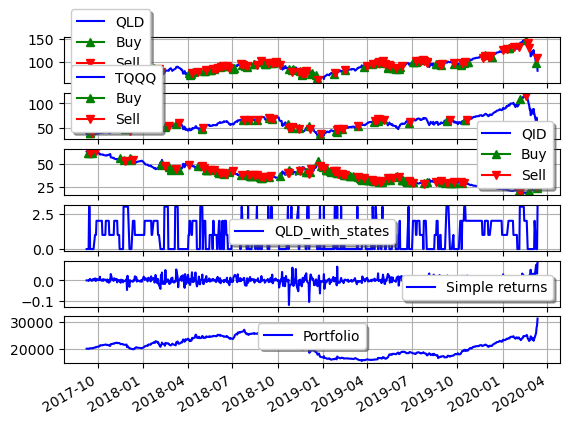 QLD
Buy
Sell
150
100
TQQQ
Buy
Sell
100
50
QID
Buy
Sell
50
25
2.5
0.0
QLD_with_states
0.0
−0.1
Simple returns
30000
20000
Portfolio
2017-10
2018-01
2018-04
2018-07
2018-10
2019-01
2019-04
2019-07
2019-10
2020-01
2020-04